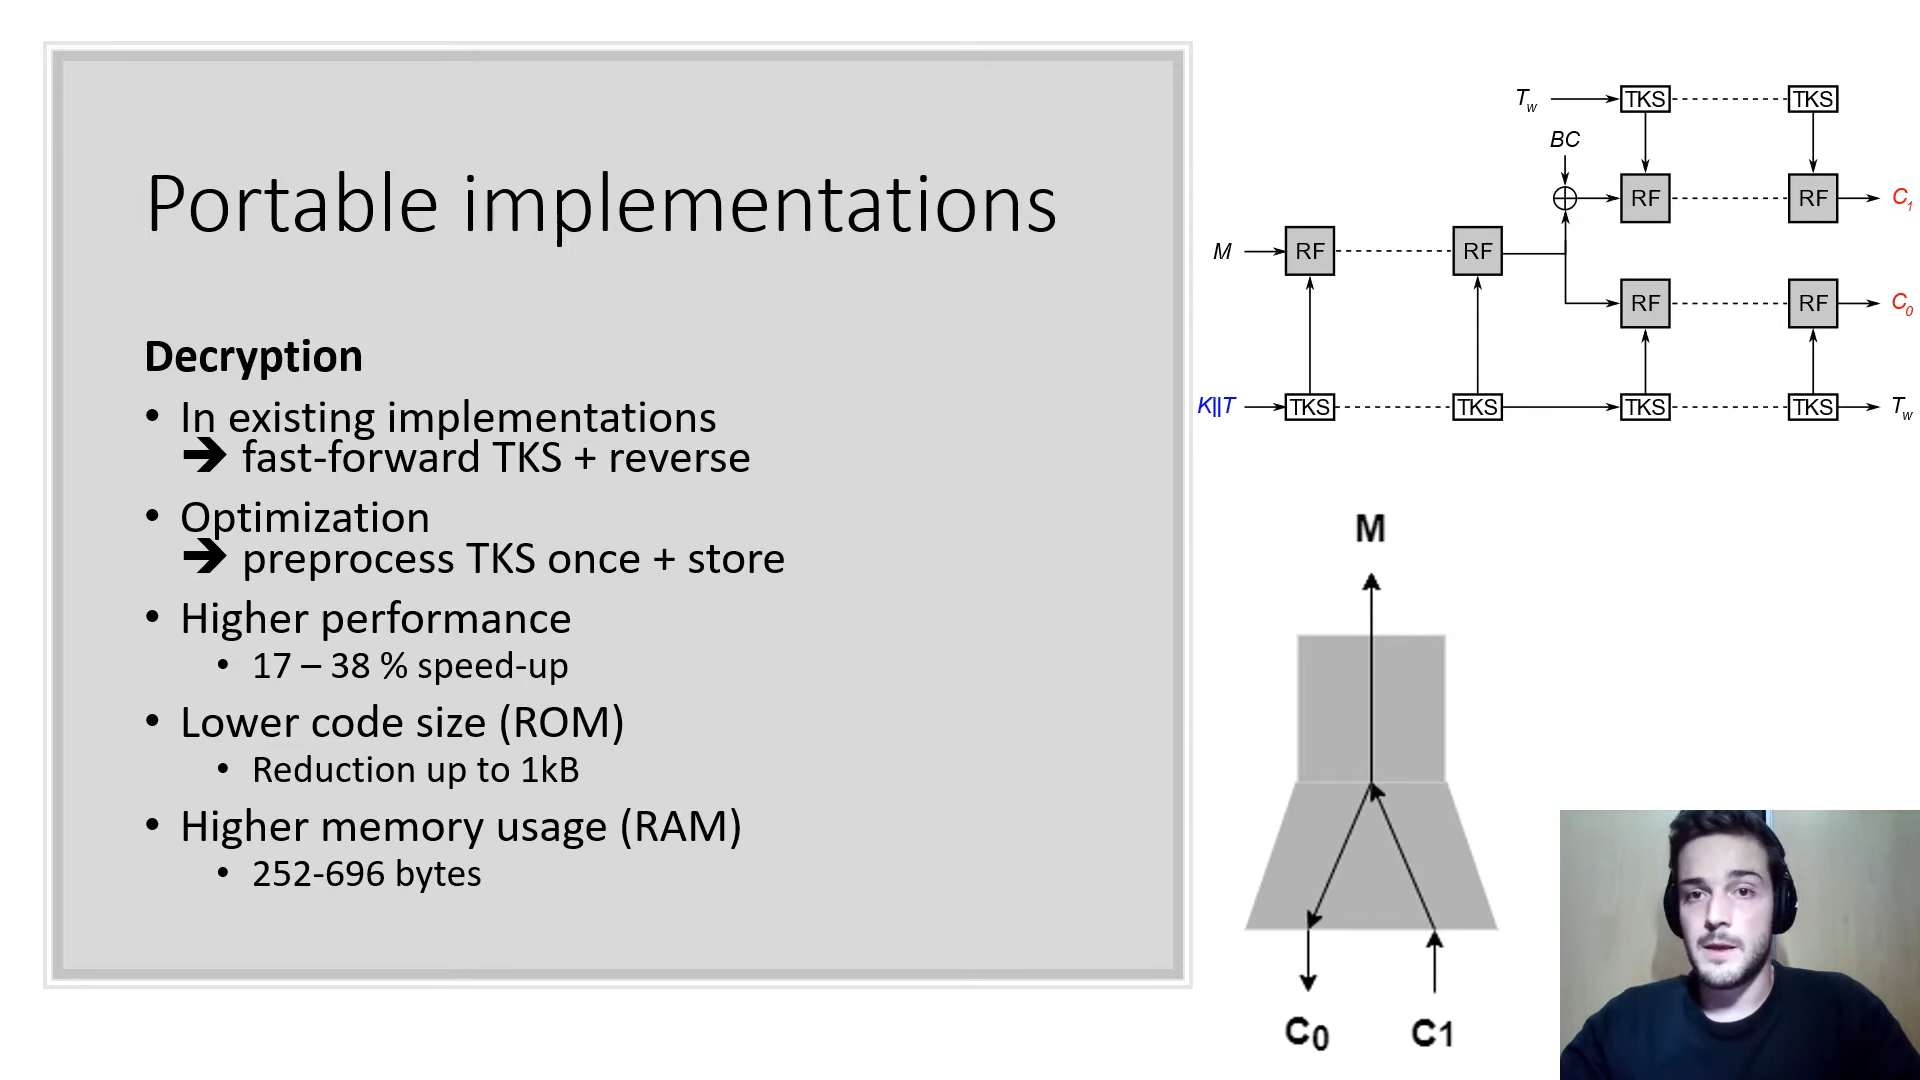 Portable implementations
Decryption
• In existing implementations
➔ fast-forward TKS + reverse
• Optimization
➔ preprocess TKS once + store
• Higher performance
• 17 – 38 % speed-up
• Lower code size (ROM)
• Reduction up to 1kB
• Higher memory usage (RAM)
• 252-696 bytes
Tw
TKS
TKS
BC
RF
RF
C1
M
RF
RF
RF
RF
C0
K||T
TKS
TKS
TKS
TKS
Tw
M
C0
C1